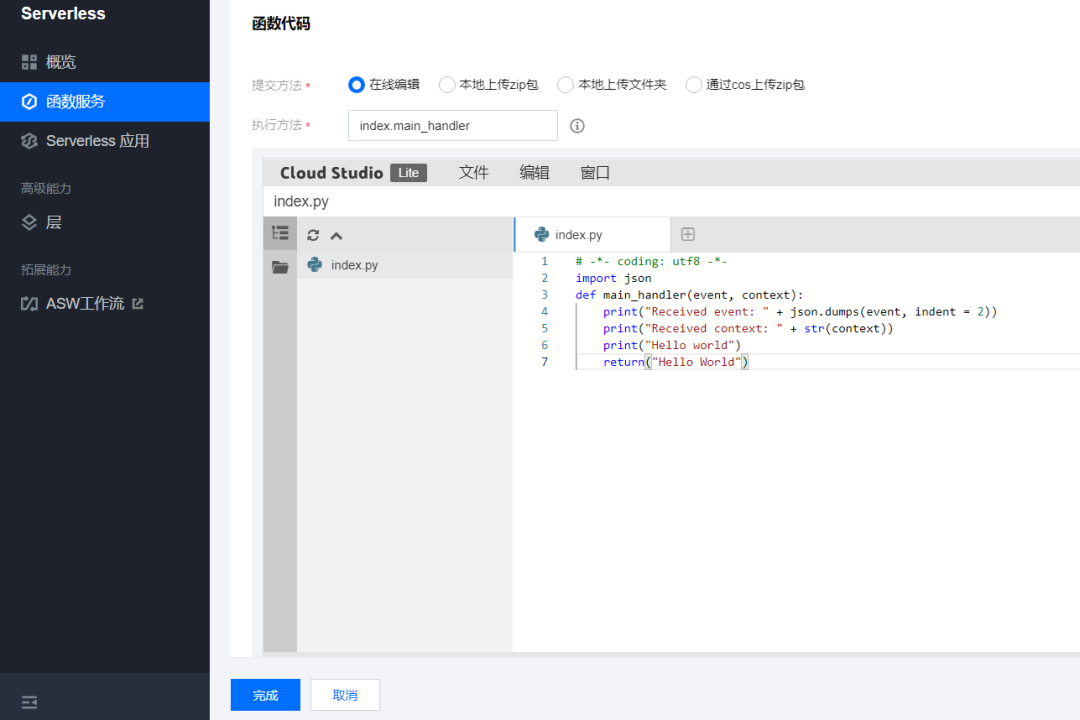 Serverless
概览
函数服务
Serverless 应用
高级能力
层
拓展能力
ASW工作流
函数代码
提交方法 * 在线编辑 本地上传zip包 本地上传文件夹 通过cos上传zip包
执行方法 * index.main_handler
Cloud Studio Lite 文件 编辑 窗口
index.py
index.py
index.py
1 # -*- coding: utf8 -*-
2 import json
3 def main_handler(event, context):
4 print("Received event: " + json.dumps(event, indent = 2))
5 print("Received context: " + str(context))
6 print("Hello world")
7 return("Hello World")
完成 取消